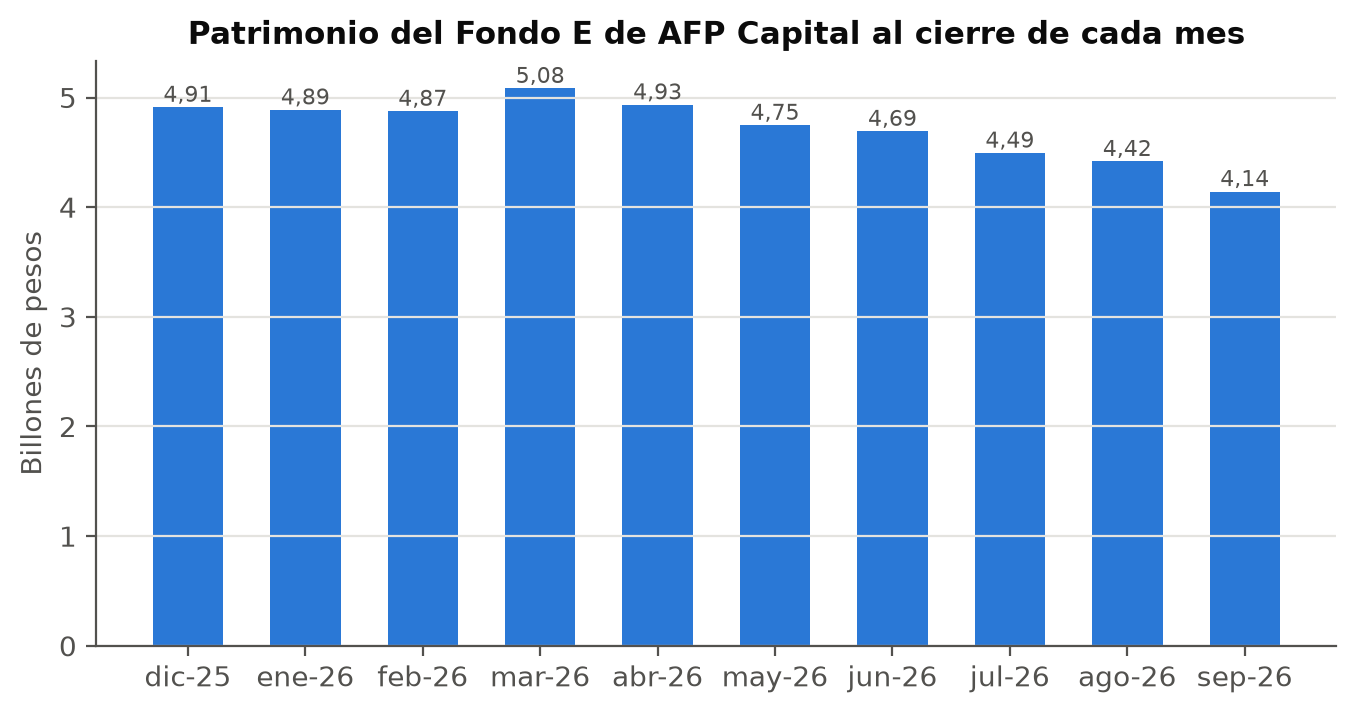 Patrimonio del Fondo E de AFP Capital al cierre de cada mes
Billones de pesos
5
4
3
2
1
0
4,91
4,89
4,87
5,08
4,93
4,75
4,69
4,49
4,42
4,14
dic-25
ene-26
feb-26
mar-26
abr-26
may-26
jun-26
jul-26
ago-26
sep-26